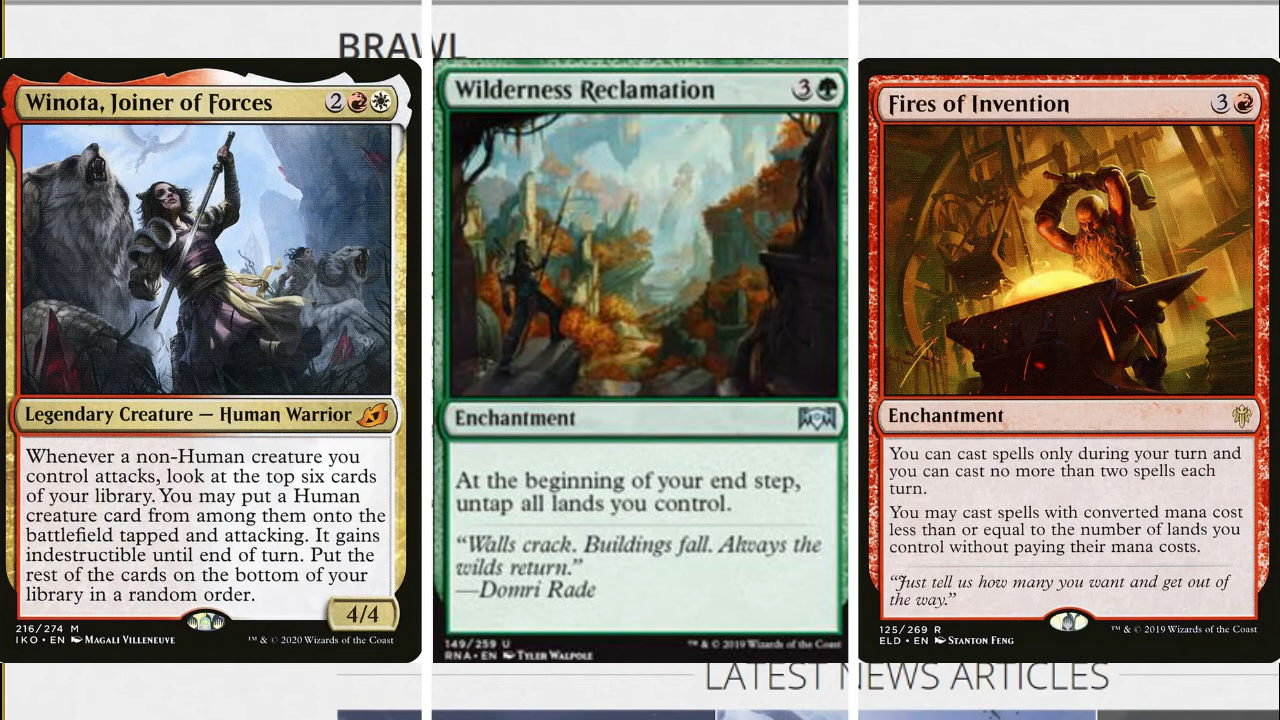 BRAWL
Winota, Joiner of Forces 2
Legendary Creature — Human Warrior
Whenever a non-Human creature you
control attacks, look at the top six cards
of your library. You may put a Human
creature card from among them onto the
battlefield tapped and attacking. It gains
indestructible until end of turn. Put the
rest of the cards on the bottom of your
library in a random order.
4/4
216/274 M
IKO • EN MAGALI VILLENEUVE
™ & © 2020 Wizards of the Coast
Wilderness Reclamation 3
Enchantment
At the beginning of your end step,
untap all lands you control.
“Walls crack. Buildings fall. Always the
wilds return.”
—Domri Rade
149/259 U
RNA • EN TYLER WALPOLE
™ & © 2019 Wizards of the Coast
Fires of Invention 3
Enchantment
You can cast spells only during your turn and
you can cast no more than two spells each
turn.
You may cast spells with converted mana cost
less than or equal to the number of lands you
control without paying their mana costs.
“Just tell us how many you want and get out of
the way.”
125/269 R
ELD • EN STANTON FENG
™ & © 2019 Wizards of the Coast
LATEST NEWS ARTICLES